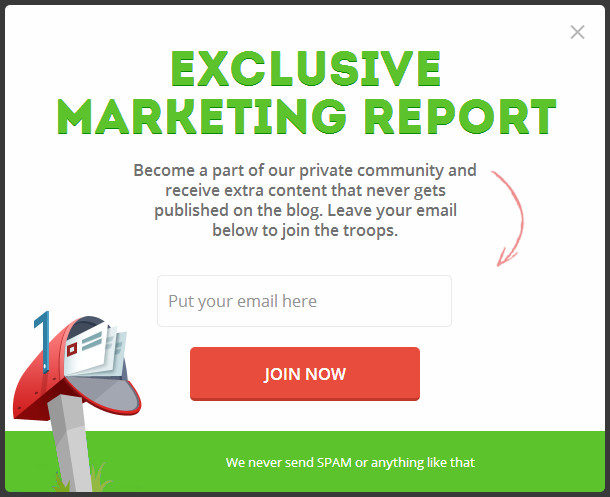 EXCLUSIVE
MARKETING REPORT
Become a part of our private community and
receive extra content that never gets
published on the blog. Leave your email
below to join the troops.
Put your email here
JOIN NOW
We never send SPAM or anything like that